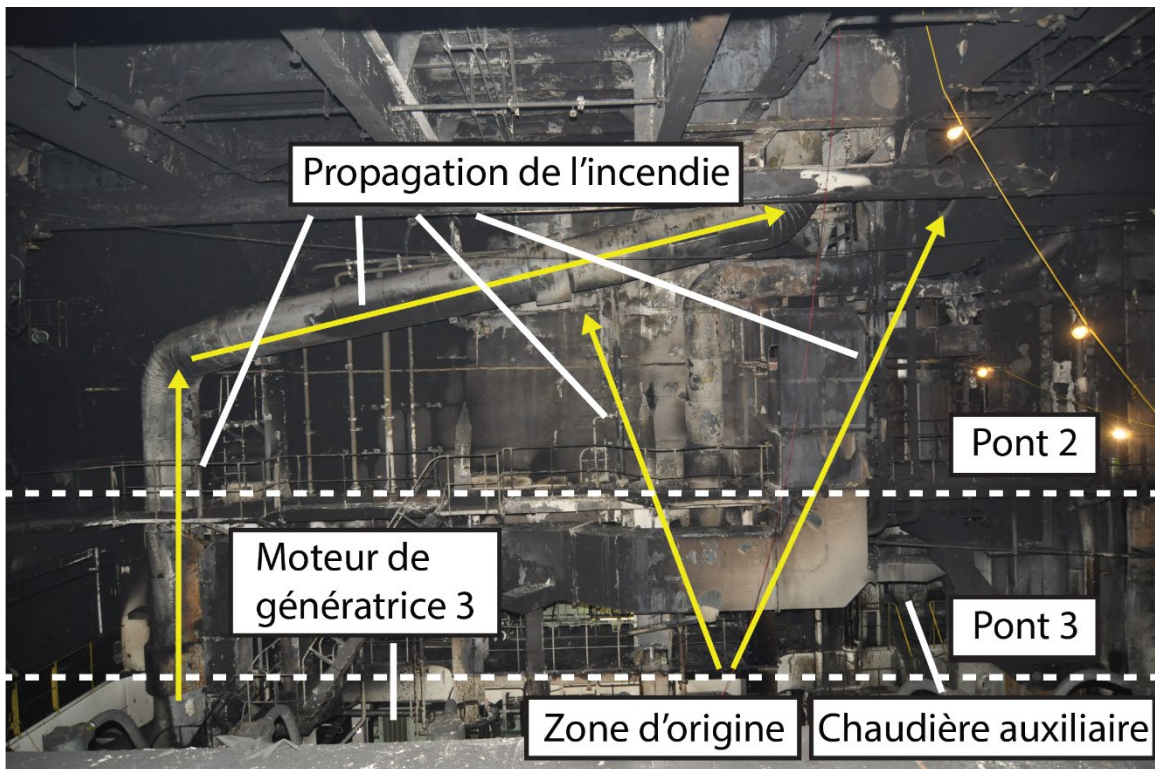 Propagation de l'incendie
Pont 2
Moteur de
génératrice 3
Pont 3
Zone d'origine
Chaudière auxiliaire